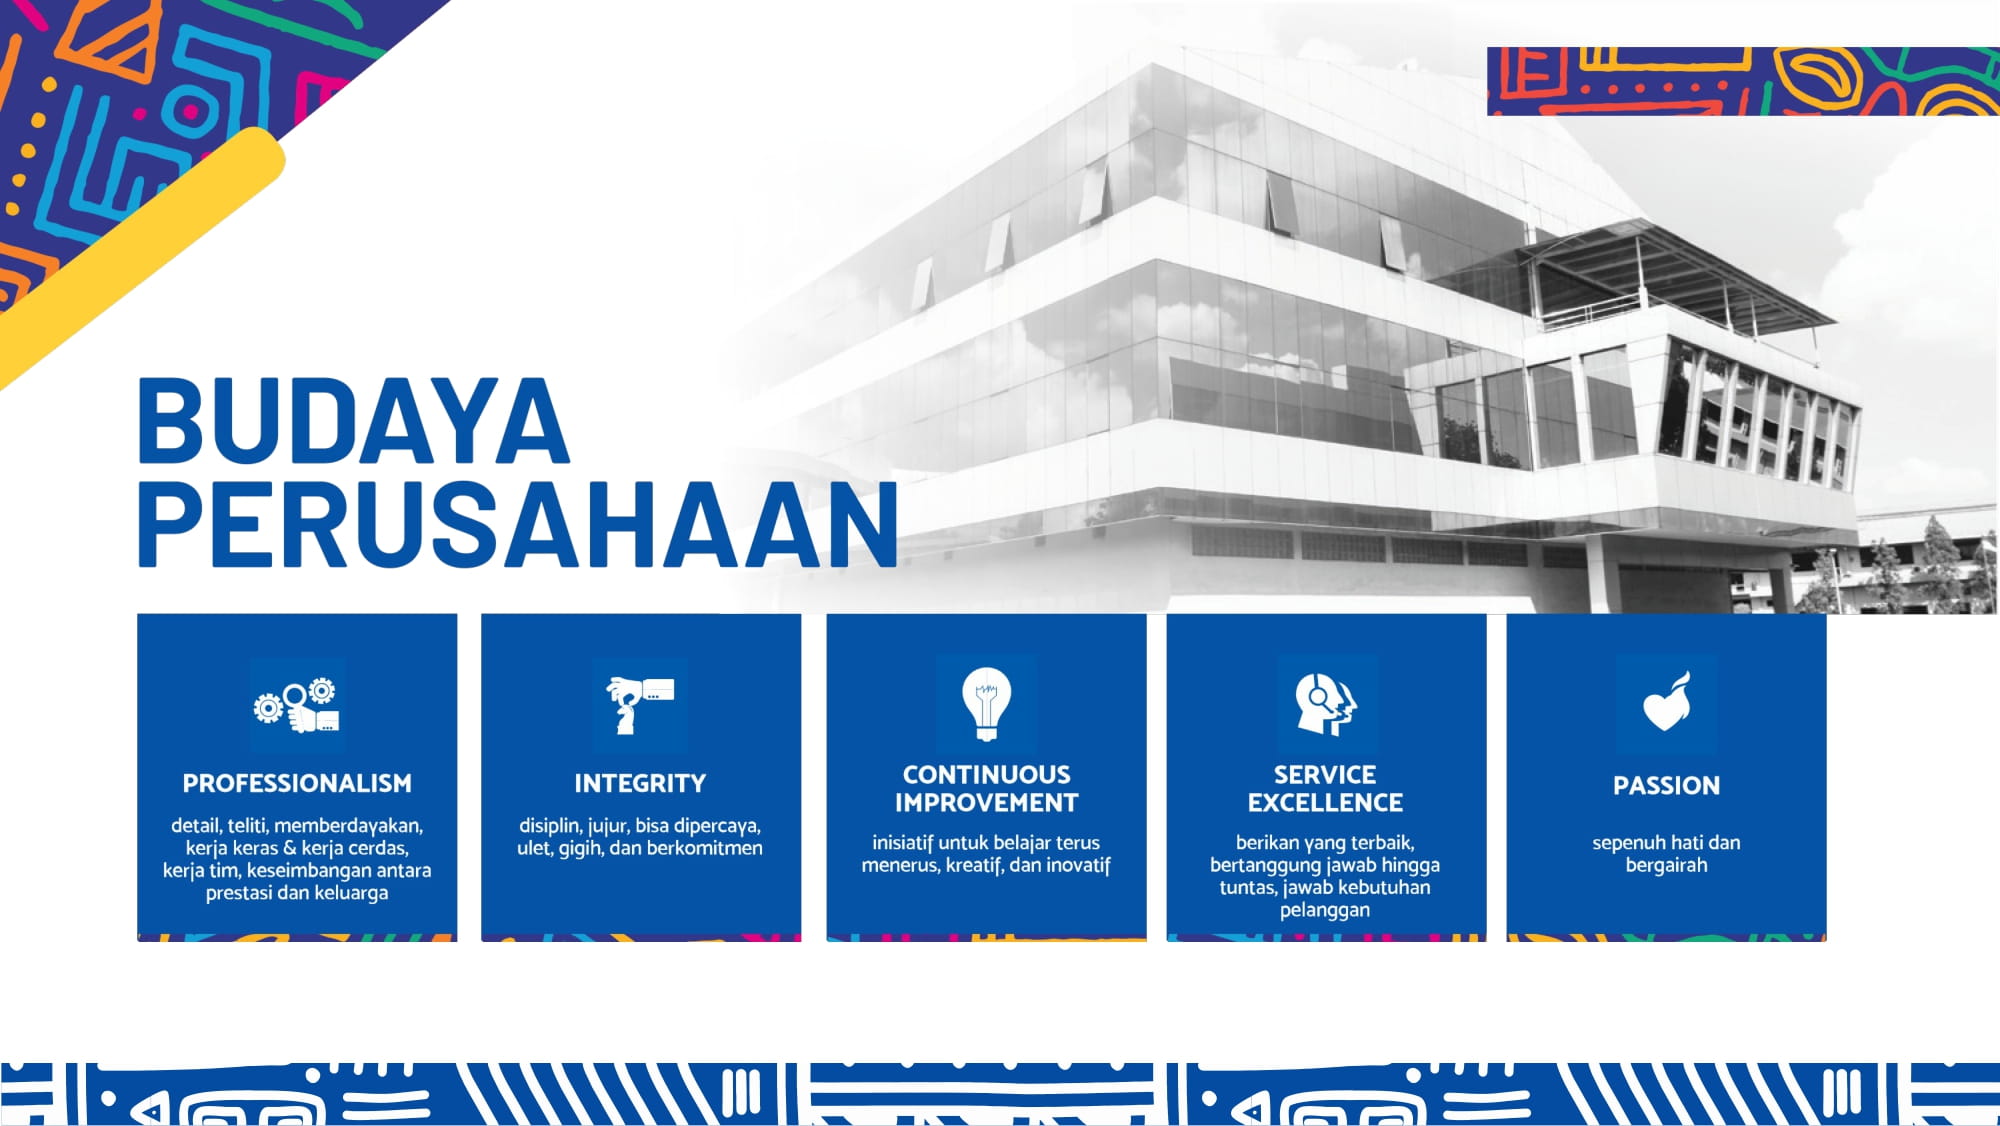 BUDAYA
PERUSAHAAN
PROFESSIONALISM
detail, teliti, memberdayakan,
kerja keras & kerja cerdas,
kerja tim, keseimbangan antara
prestasi dan keluarga
INTEGRITY
disiplin, jujur, bisa dipercaya,
ulet, gigih, dan berkomitmen
CONTINUOUS
IMPROVEMENT
inisiatif untuk belajar terus
menerus, kreatif, dan inovatif
SERVICE
EXCELLENCE
berikan yang terbaik,
bertanggung jawab hingga
tuntas, jawab kebutuhan
pelanggan
PASSION
sepenuh hati dan
bergairah